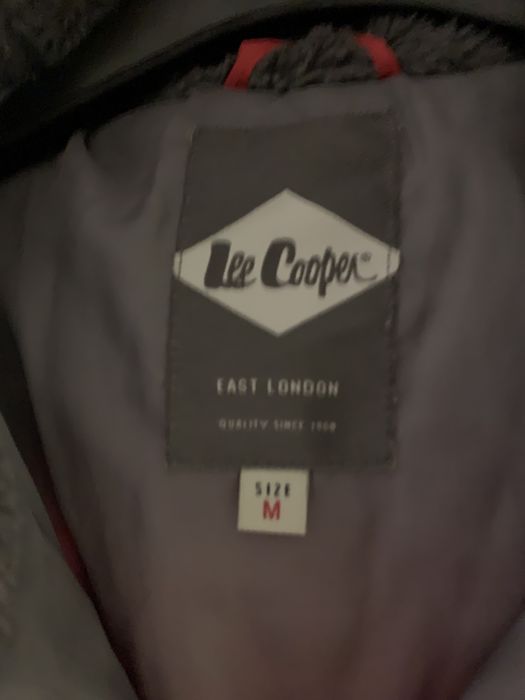 Lee Cooper®
EAST LONDON
QUALITY SINCE 1908
SIZE
M